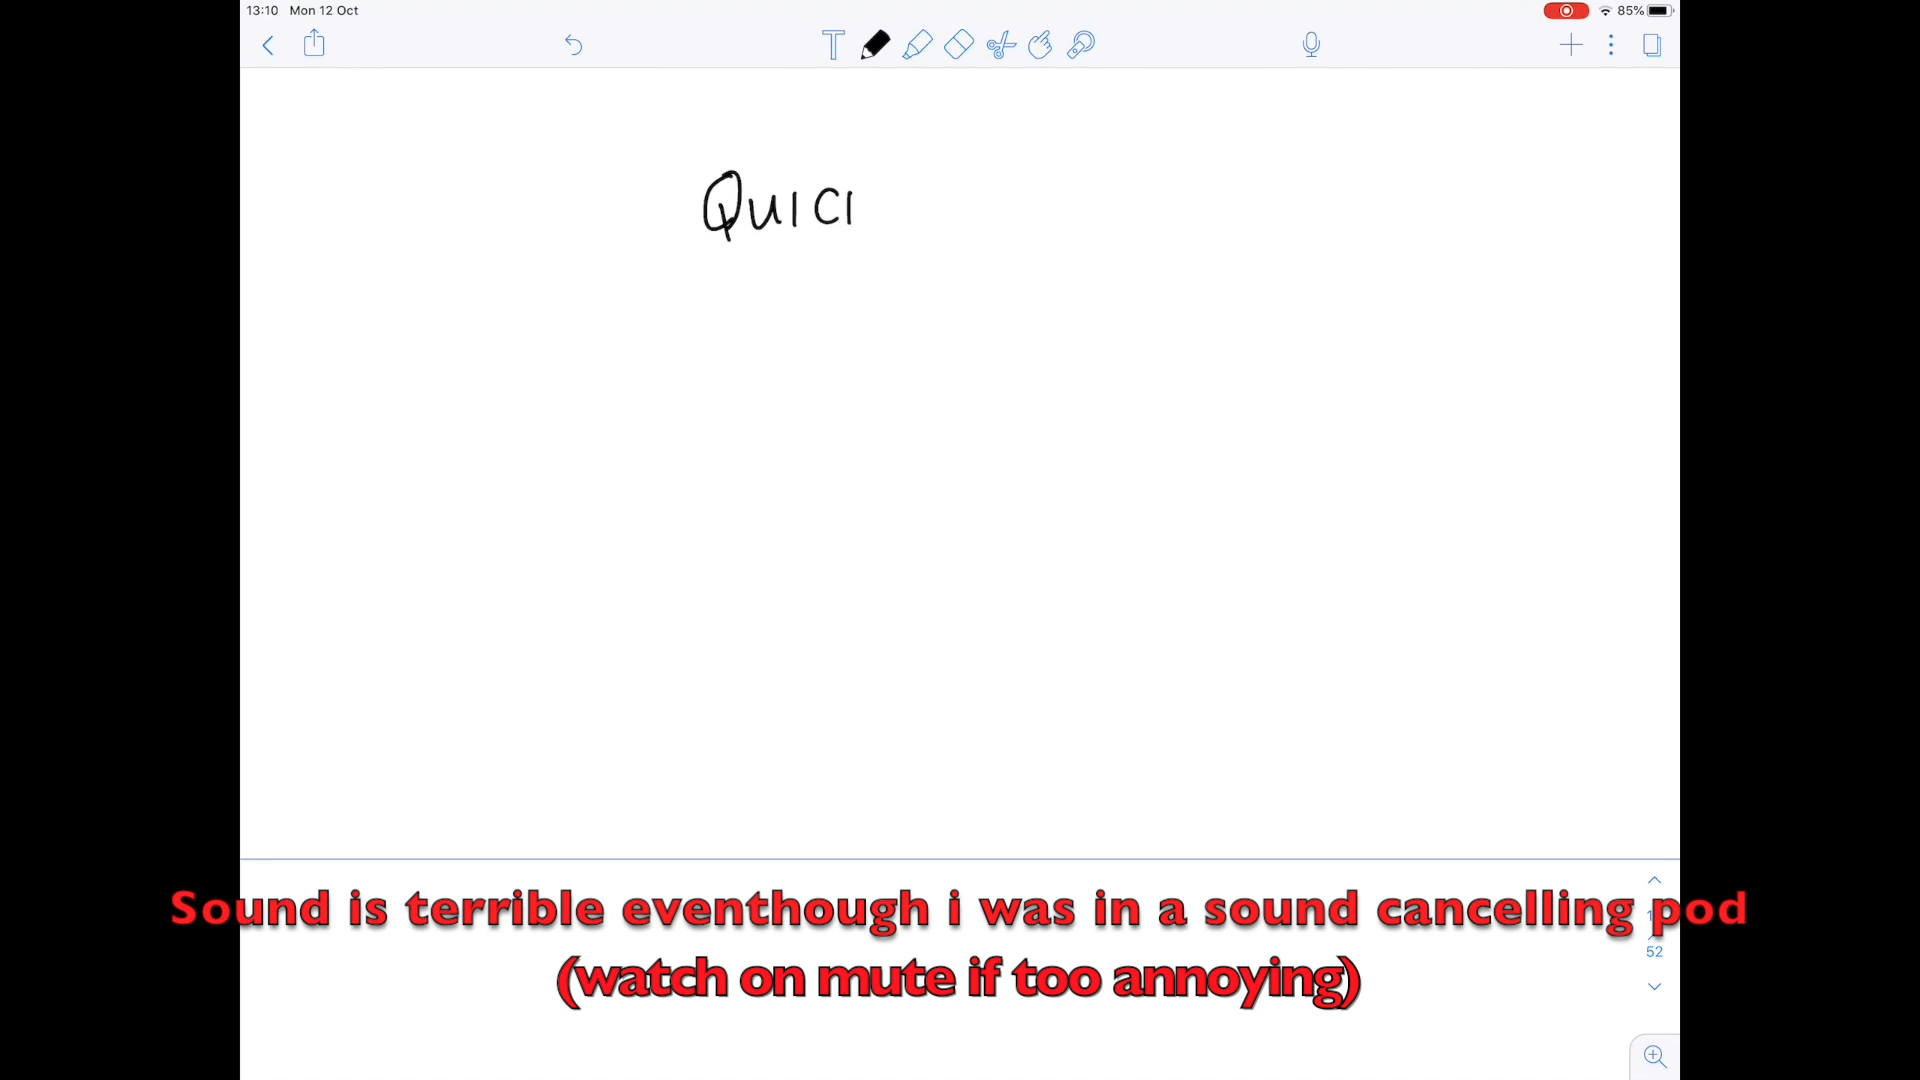 13:10 Mon 12 Oct 85%
QUICI
Sound is terrible eventhough i was in a sound cancelling pod
52
(watch on mute if too annoying)